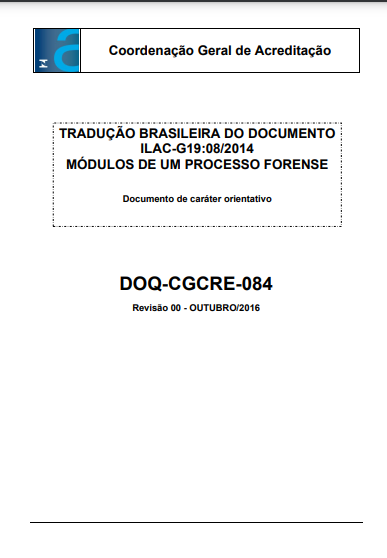 Coordenação Geral de Acreditação
TRADUÇÃO BRASILEIRA DO DOCUMENTO
ILAC-G19:08/2014
MÓDULOS DE UM PROCESSO FORENSE
Documento de caráter orientativo
DOQ-CGCRE-084
Revisão 00 - OUTUBRO/2016